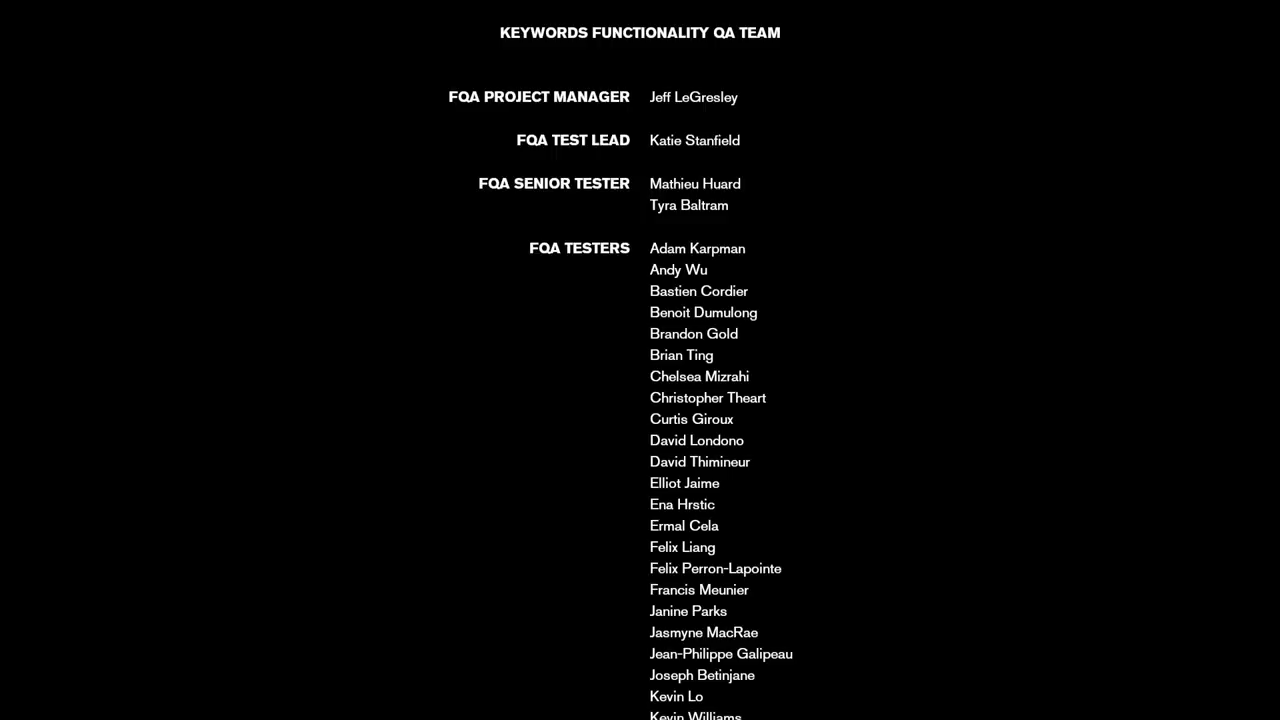 KEYWORDS FUNCTIONALITY QA TEAM
FQA PROJECT MANAGER Jeff LeGresley
FQA TEST LEAD Katie Stanfield
FQA SENIOR TESTER Mathieu Huard
Tyra Baltram
FQA TESTERS Adam Karpman
Andy Wu
Bastien Cordier
Benoit Dumulong
Brandon Gold
Brian Ting
Chelsea Mizrahi
Christopher Theart
Curtis Giroux
David Londono
David Thimineur
Elliot Jaime
Ena Hrstic
Ermal Cela
Felix Liang
Felix Perron-Lapointe
Francis Meunier
Janine Parks
Jasmyne MacRae
Jean-Philippe Galipeau
Joseph Betinjane
Kevin Lo
Kevin Williams